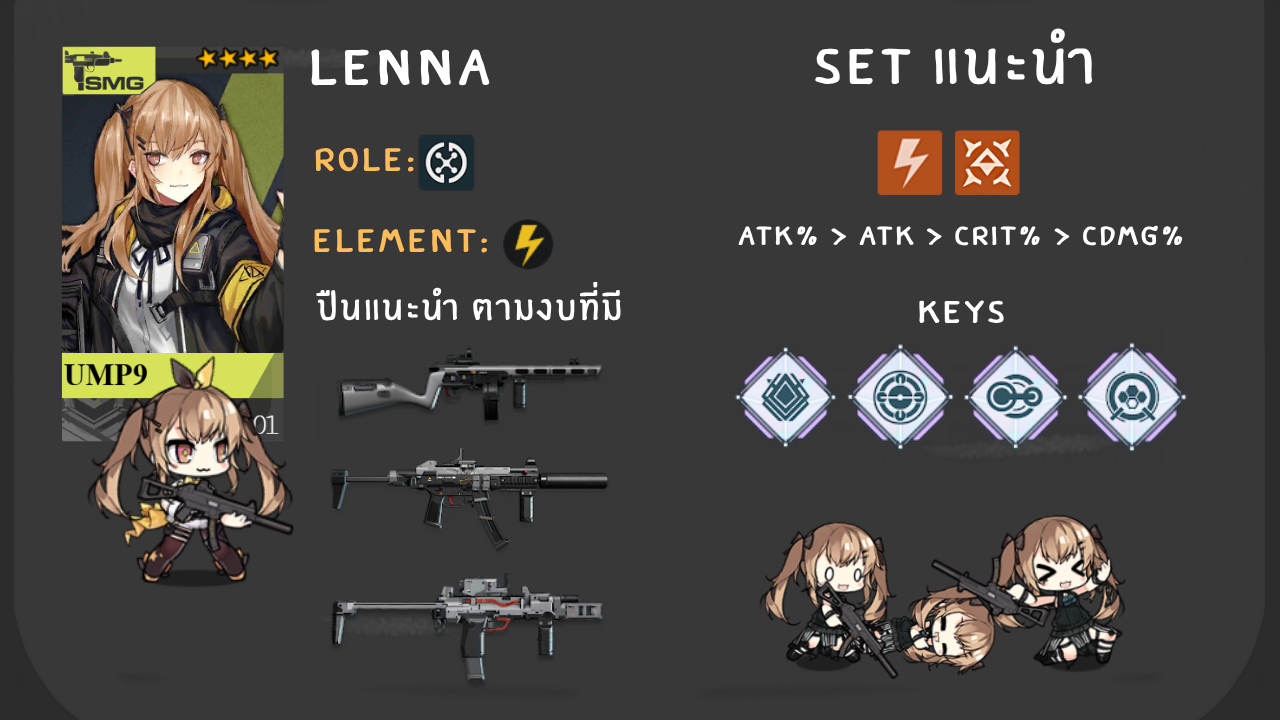 SMG
UMP9
01
LENNA
ROLE:
ELEMENT:
ปืนแนะนำ ตามงบที่มี
SET แนะนำ
ATK% > ATK > CRIT% > CDMG%
KEYS